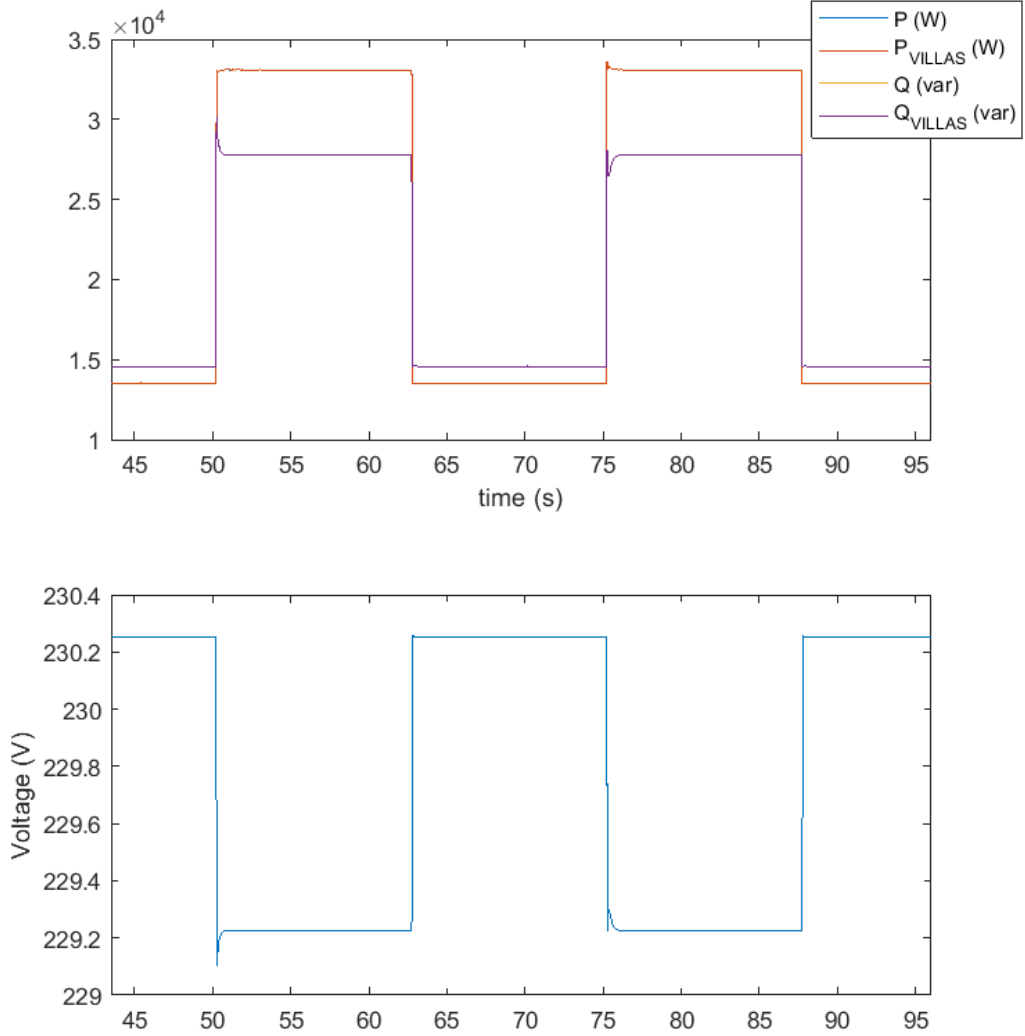 ×10⁴
3.5
3
2.5
2
1.5
1
45 50 55 60 65 70 75 80 85 90 95
time (s)
P (W)
P_VILLAS (W)
Q (var)
Q_VILLAS (var)
230.4
230.2
230
229.8
229.6
229.4
229.2
229
Voltage (V)
45 50 55 60 65 70 75 80 85 90 95